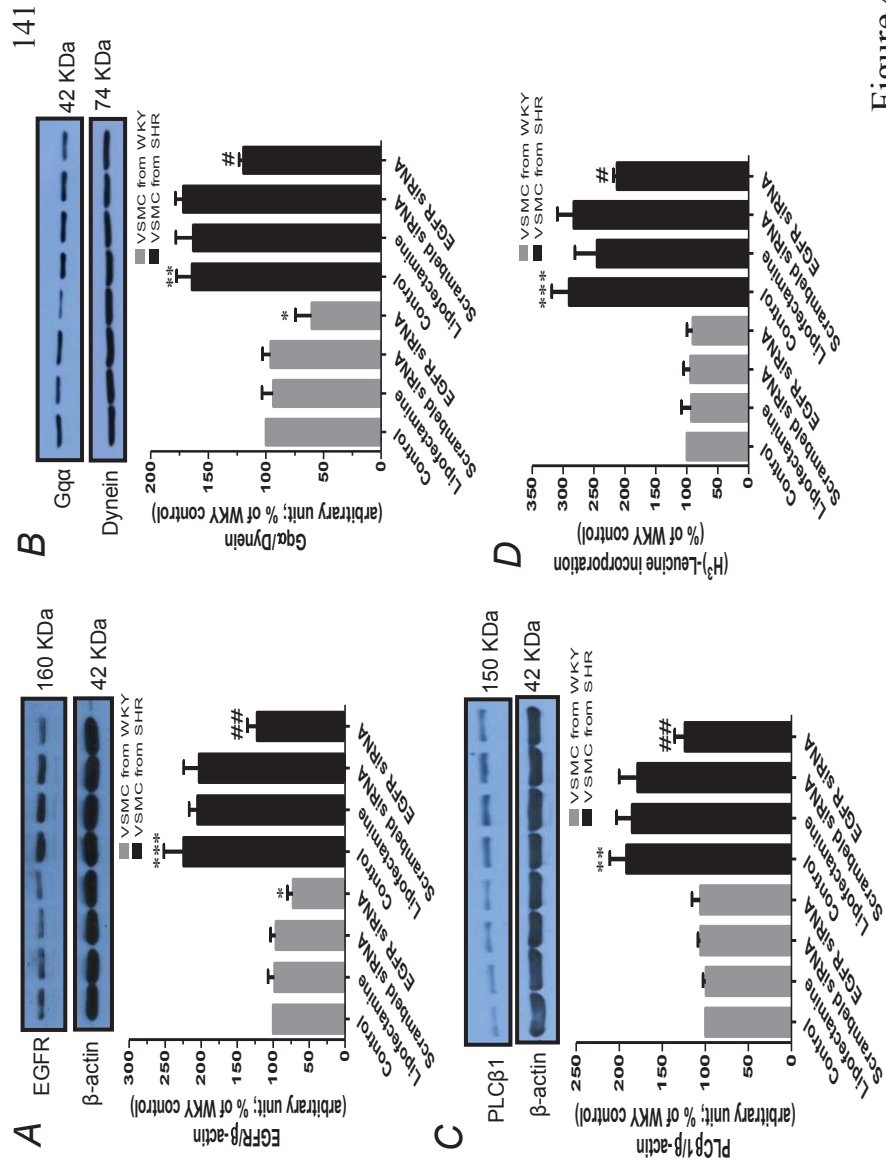 141
A
EGFR
160 KDa
β-actin
42 KDa
VSMC from WKY
VSMC from SHR
EGFR/β-actin
(arbitrary unit; % of WKY control)
300
250
200
150
100
50
0
***
*
##
Control
Lipofectamine
Scrambeld siRNA
EGFR siRNA
Control
Lipofectamine
Scrambeld siRNA
EGFR siRNA
B
Gqα
42 KDa
Dynein
74 KDa
VSMC from WKY
VSMC from SHR
Gqα/Dynein
(arbitrary unit; % of WKY control)
200
150
100
50
0
*
**
#
Control
Lipofectamine
Scrambeld siRNA
EGFR siRNA
Control
Lipofectamine
Scrambeld siRNA
EGFR siRNA
C
PLCβ1
150 KDa
β-actin
42 KDa
VSMC from WKY
VSMC from SHR
PLCβ1/β-actin
(arbitrary unit; % of WKY control)
250
200
150
100
50
0
**
##
Control
Lipofectamine
Scrambeld siRNA
EGFR siRNA
Control
Lipofectamine
Scrambeld siRNA
EGFR siRNA
D
VSMC from WKY
VSMC from SHR
(H³)-Leucine incorporation
(% of WKY control)
350
300
250
200
150
100
50
0
***
#
Control
Lipofectamine
Scrambeld siRNA
EGFR siRNA
Control
Lipofectamine
Scrambeld siRNA
EGFR siRNA
Figure